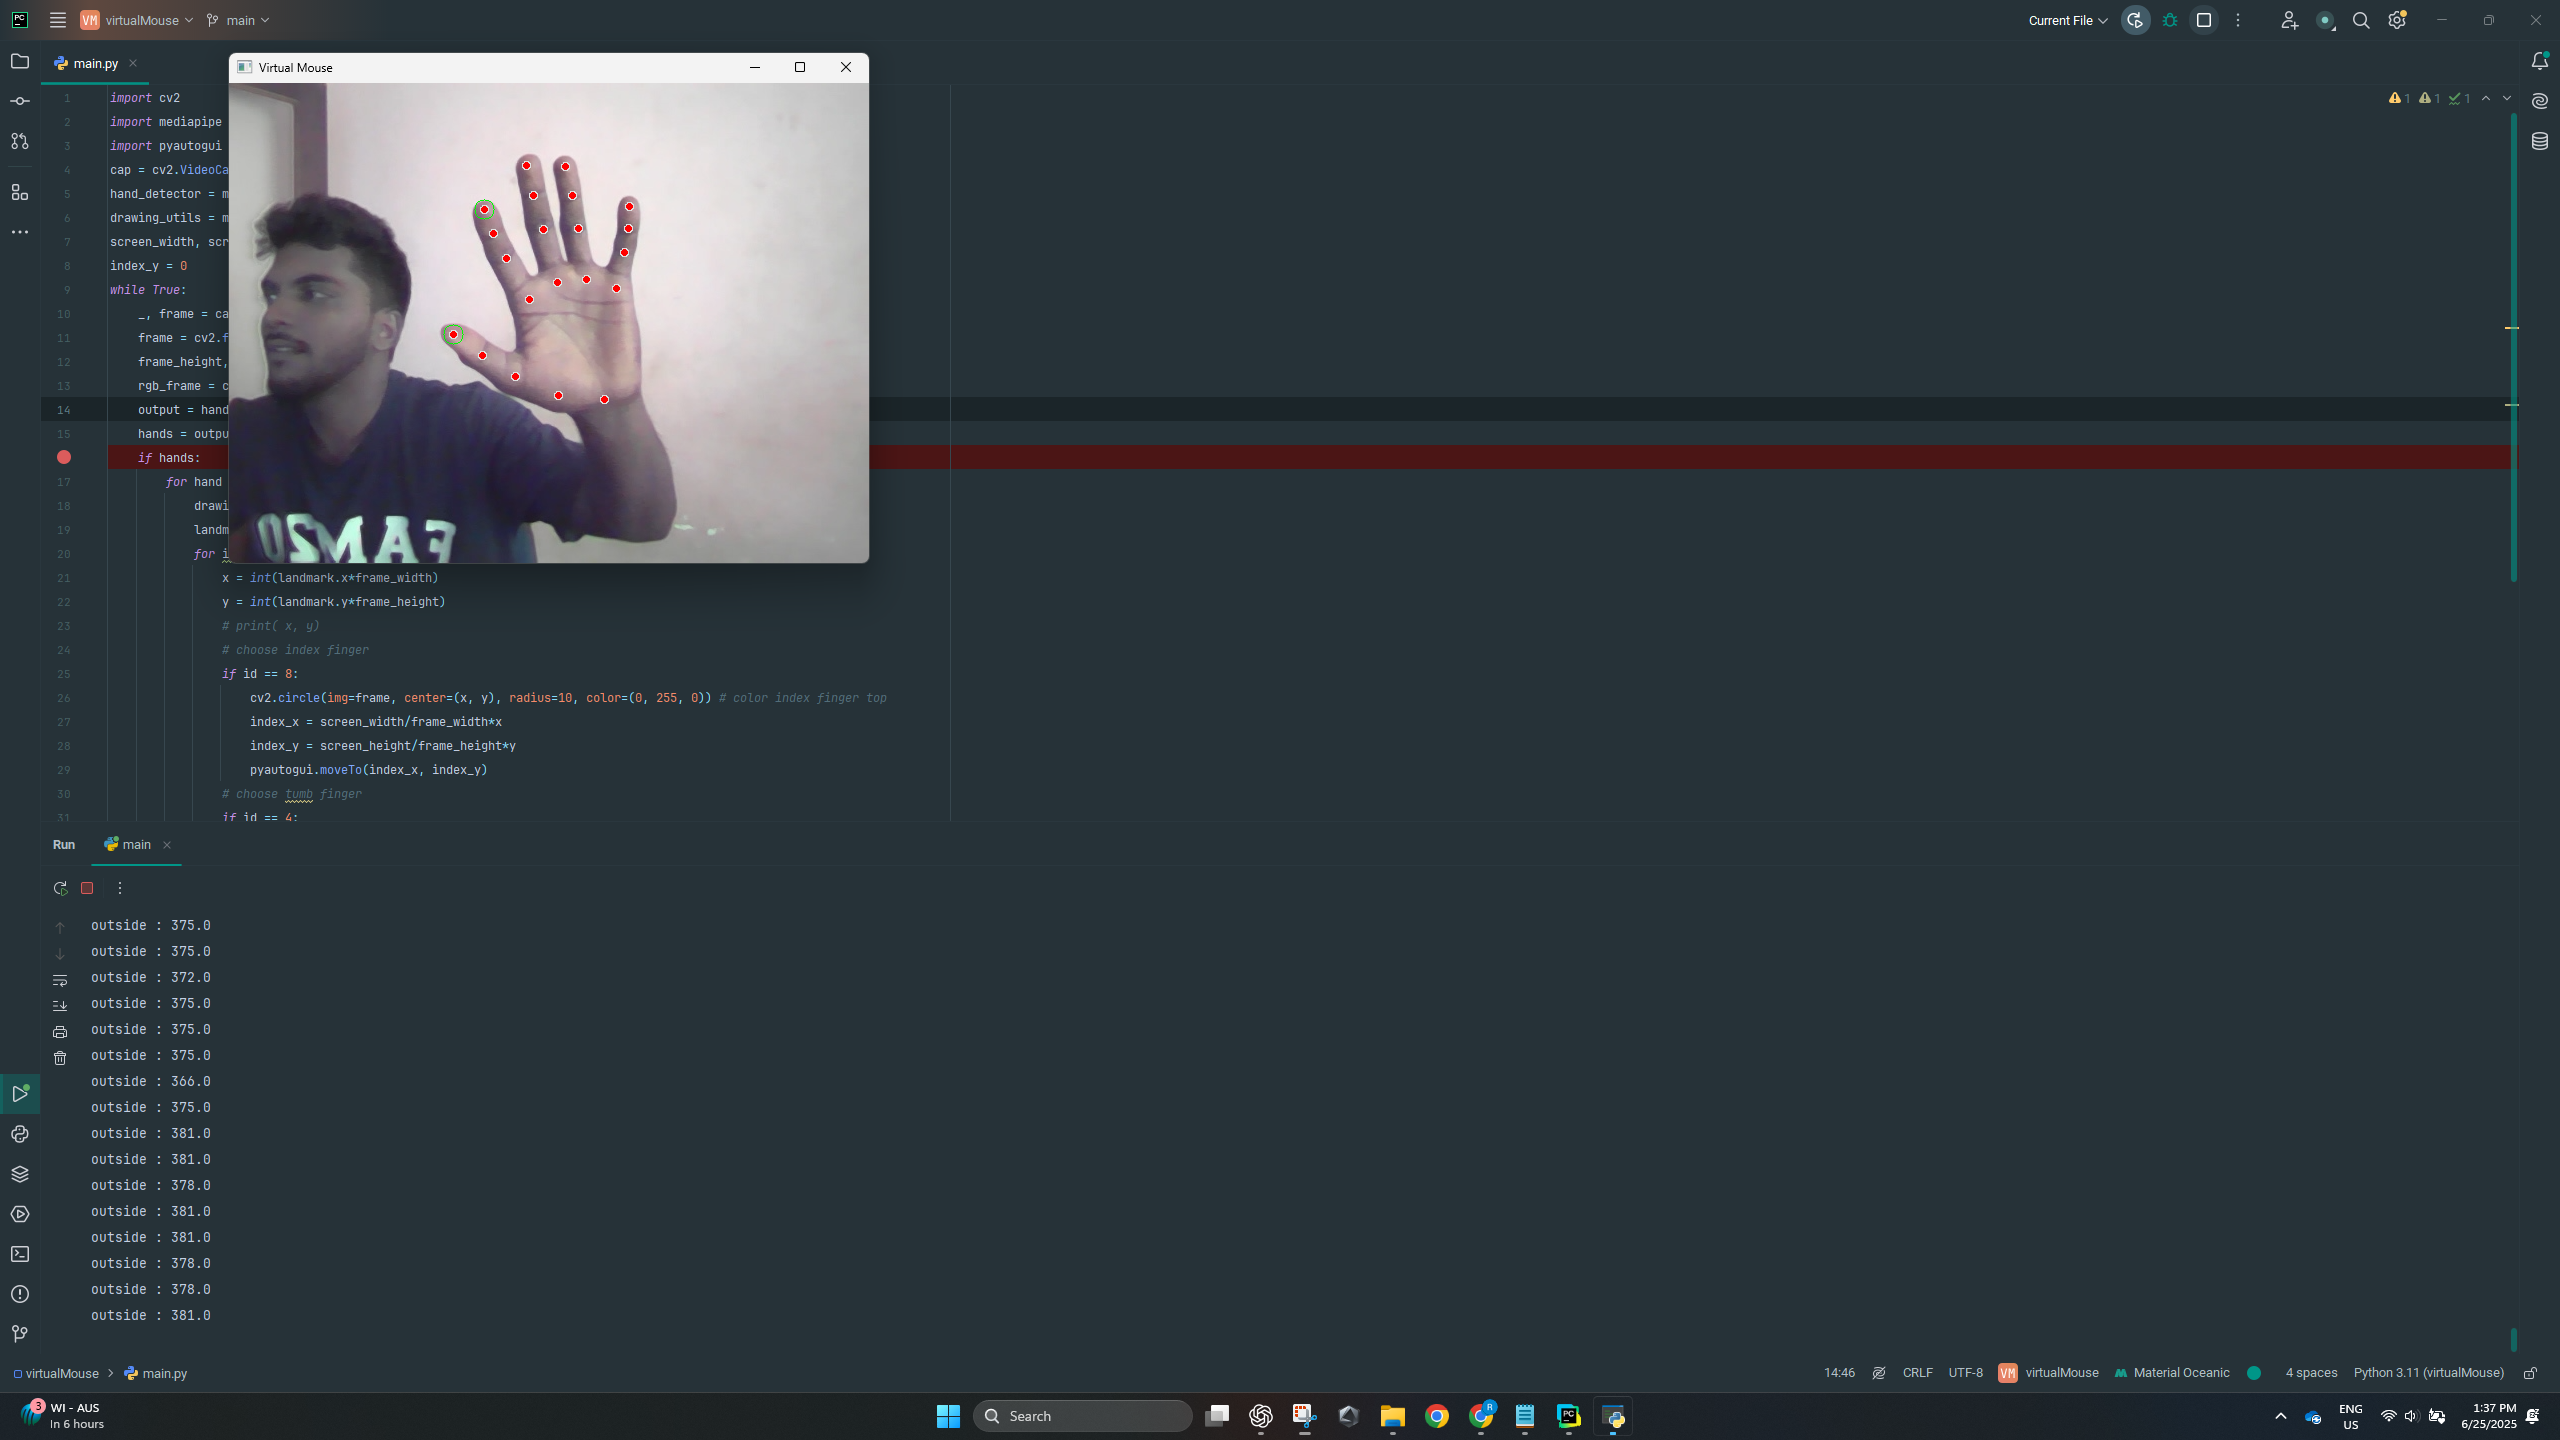 PC
VM virtualMouse main
Current File
main.py
Virtual Mouse
1 import cv2
2 import mediapipe
3 import pyautogui
4 cap = cv2.VideoCa
5 hand_detector = m
6 drawing_utils = m
7 screen_width, scr
8 index_y = 0
9 while True:
10 _, frame = ca
11 frame = cv2.f
12 frame_height,
13 rgb_frame = c
14 output = hand
15 hands = outpu
if hands:
17 for hand
18 drawi
19 landm
20 for i
21 x = int(landmark.x*frame_width)
22 y = int(landmark.y*frame_height)
23 # print( x, y)
24 # choose index finger
25 if id == 8:
26 cv2.circle(img=frame, center=(x, y), radius=10, color=(0, 255, 0)) # color index finger top
27 index_x = screen_width/frame_width*x
28 index_y = screen_height/frame_height*y
29 pyautogui.moveTo(index_x, index_y)
30 # choose tumb finger
31 if id == 4:
1 1 1
Run main
outside : 375.0
outside : 375.0
outside : 372.0
outside : 375.0
outside : 375.0
outside : 375.0
outside : 366.0
outside : 375.0
outside : 381.0
outside : 381.0
outside : 378.0
outside : 381.0
outside : 381.0
outside : 378.0
outside : 378.0
outside : 381.0
virtualMouse > main.py
14:46 CRLF UTF-8 VM virtualMouse Material Oceanic 4 spaces Python 3.11 (virtualMouse)
3
WI - AUS
In 6 hours
Search
R
PC
ENG
US
1:37 PM
6/25/2025